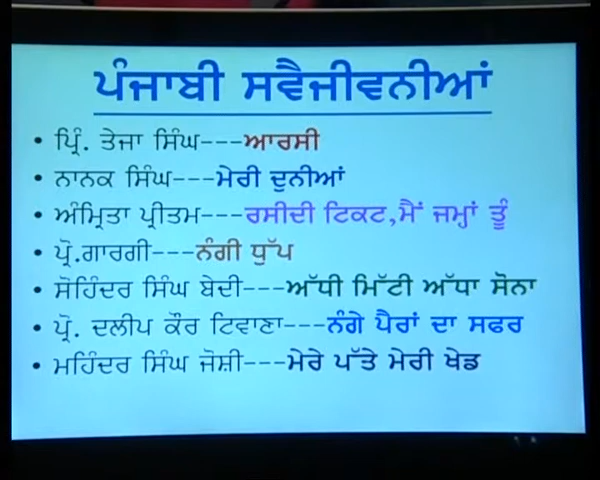 ਪੰਜਾਬੀ ਸਵੈਜੀਵਨੀਆਂ
• ਪ੍ਰਿੰ. ਤੇਜਾ ਸਿੰਘ---ਆਰਸੀ
• ਨਾਨਕ ਸਿੰਘ---ਮੇਰੀ ਦੁਨੀਆਂ
• ਅੰਮ੍ਰਿਤਾ ਪ੍ਰੀਤਮ---ਰਸੀਦੀ ਟਿਕਟ,ਮੈਂ ਜਮ੍ਹਾਂ ਤੂੰ
• ਪ੍ਰੋ.ਗਾਰਗੀ---ਨੰਗੀ ਧੁੱਪ
• ਸੋਹਿੰਦਰ ਸਿੰਘ ਬੇਦੀ---ਅੱਧੀ ਮਿੱਟੀ ਅੱਧਾ ਸੋਨਾ
• ਪ੍ਰੋ. ਦਲੀਪ ਕੌਰ ਟਿਵਾਣਾ---ਨੰਗੇ ਪੈਰਾਂ ਦਾ ਸਫਰ
• ਮਹਿੰਦਰ ਸਿੰਘ ਜੋਸ਼ੀ---ਮੇਰੇ ਪੱਤੇ ਮੇਰੀ ਖੇਡ